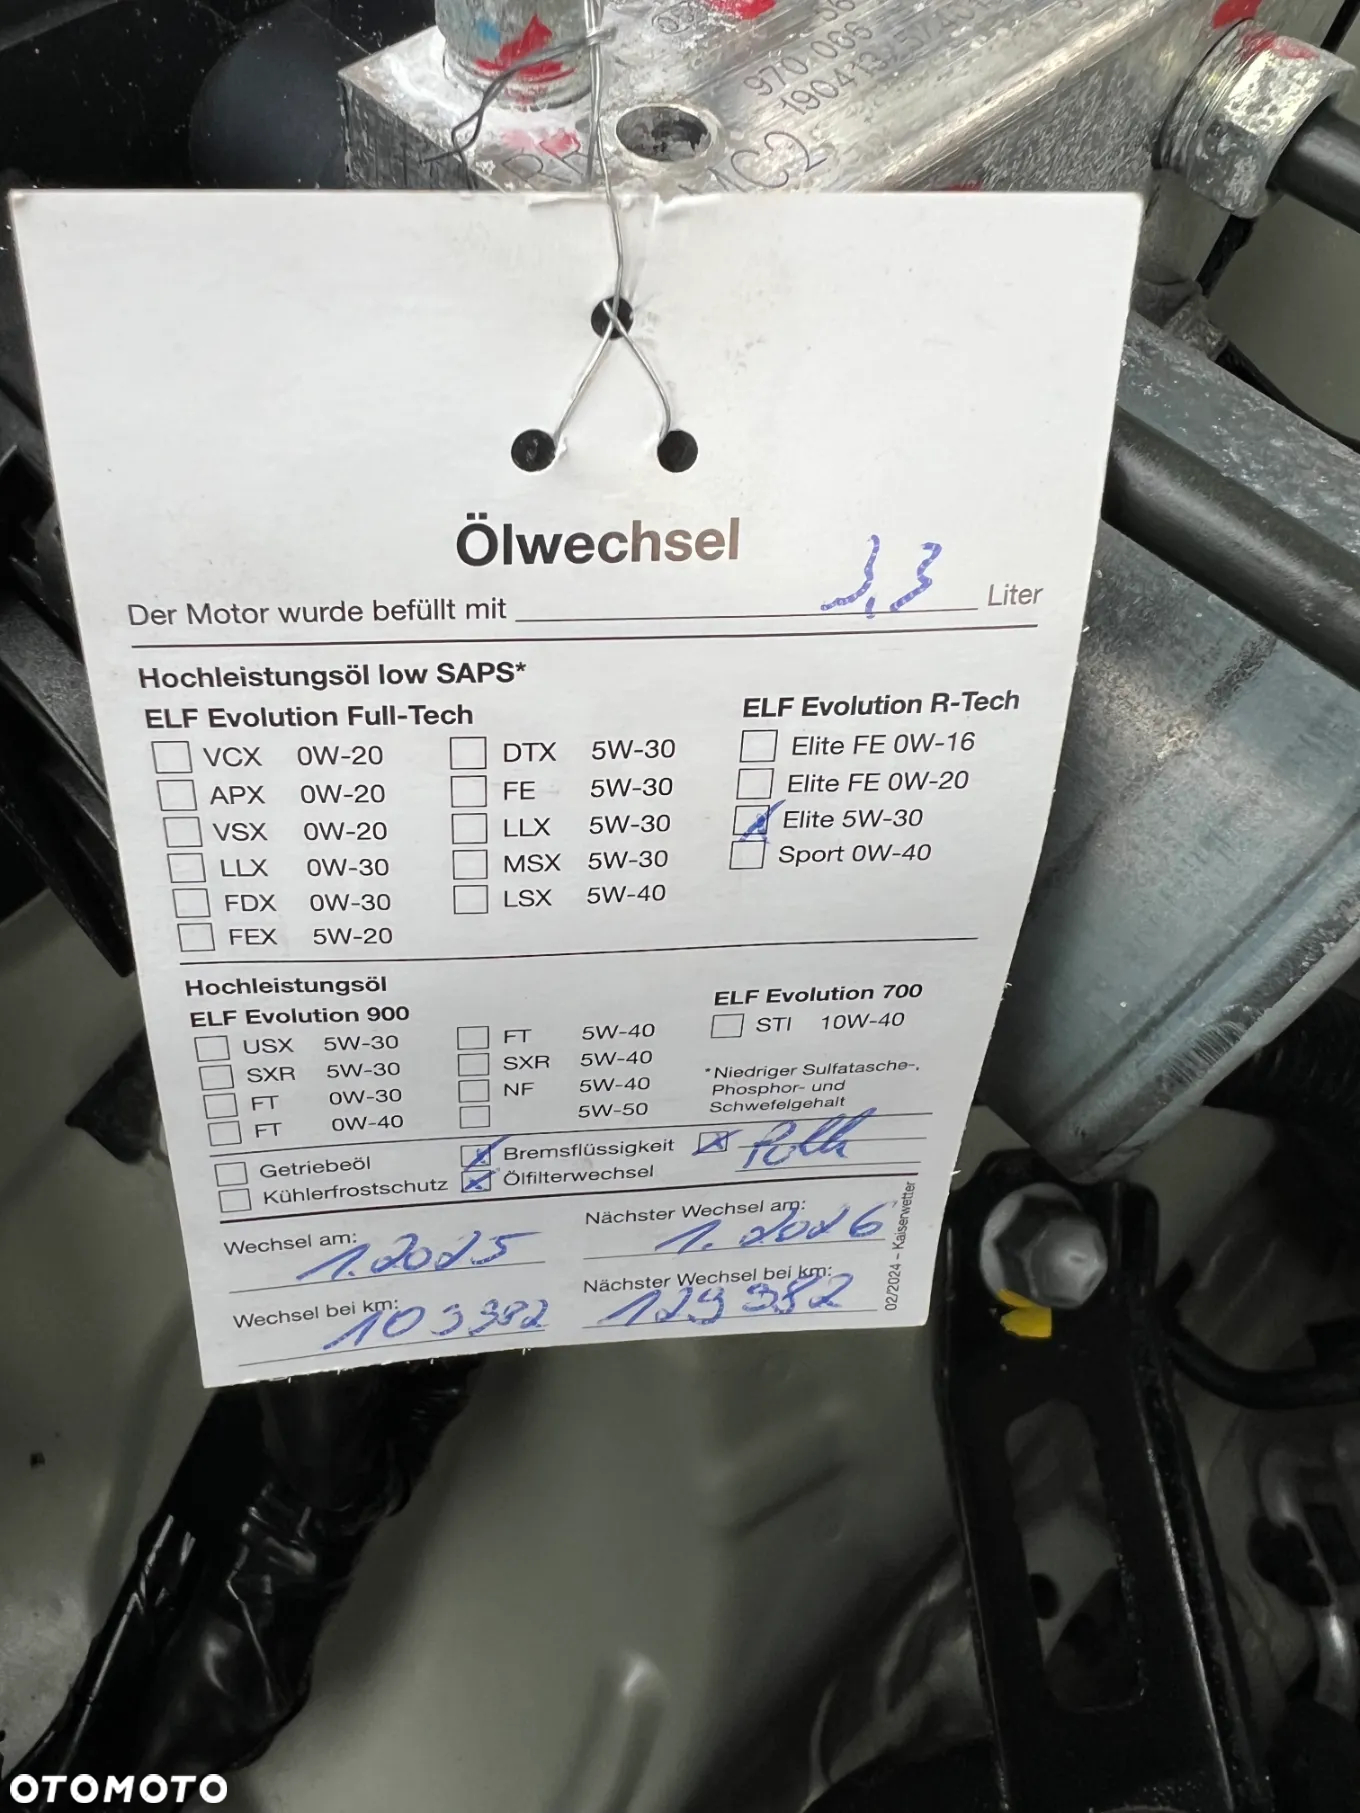 970 066
MC2
Ölwechsel
Der Motor wurde befüllt mit 3,3 Liter
Hochleistungsöl low SAPS*
ELF Evolution Full-Tech
VCX 0W-20
APX 0W-20
VSX 0W-20
LLX 0W-30
FDX 0W-30
FEX 5W-20
DTX 5W-30
FE 5W-30
LLX 5W-30
MSX 5W-30
LSX 5W-40
ELF Evolution R-Tech
Elite FE 0W-16
Elite FE 0W-20
Elite 5W-30
Sport 0W-40
Hochleistungsöl
ELF Evolution 900
USX 5W-30
SXR 5W-30
FT 0W-30
FT 0W-40
FT 5W-40
SXR 5W-40
NF 5W-40
5W-50
ELF Evolution 700
STI 10W-40
*Niedriger Sulfatasche-,
Phosphor- und
Schwefelgehalt
Getriebeöl
Kühlerfrostschutz
Bremsflüssigkeit
Ölfilterwechsel
Wechsel am: 1.2025
Nächster Wechsel am: 1.2026
Wechsel bei km: 103982
Nächster Wechsel bei km: 123982
02/2024 – Kaiserwetter
OTOMOTO